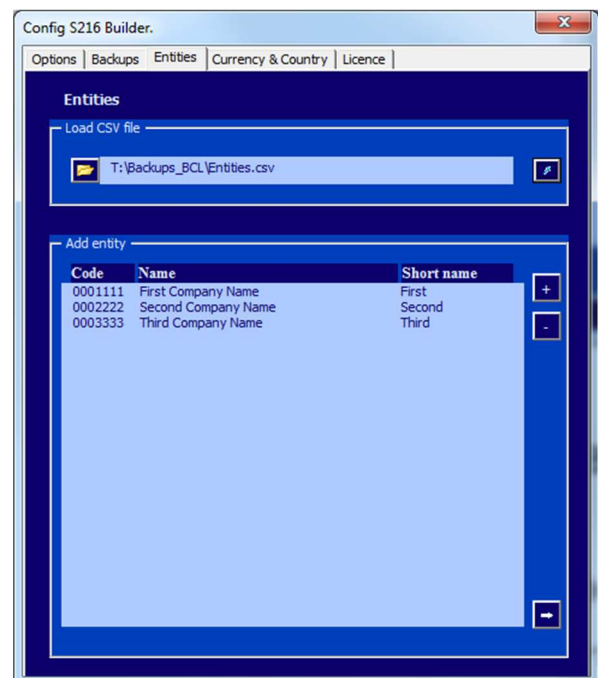 Config S216 Builder.
Options Backups Entities Currency & Country Licence
Entities
Load CSV file
T:\Backups_BCL\Entities.csv
Add entity
Code Name Short name
0001111 First Company Name First
0002222 Second Company Name Second
0003333 Third Company Name Third
+
-